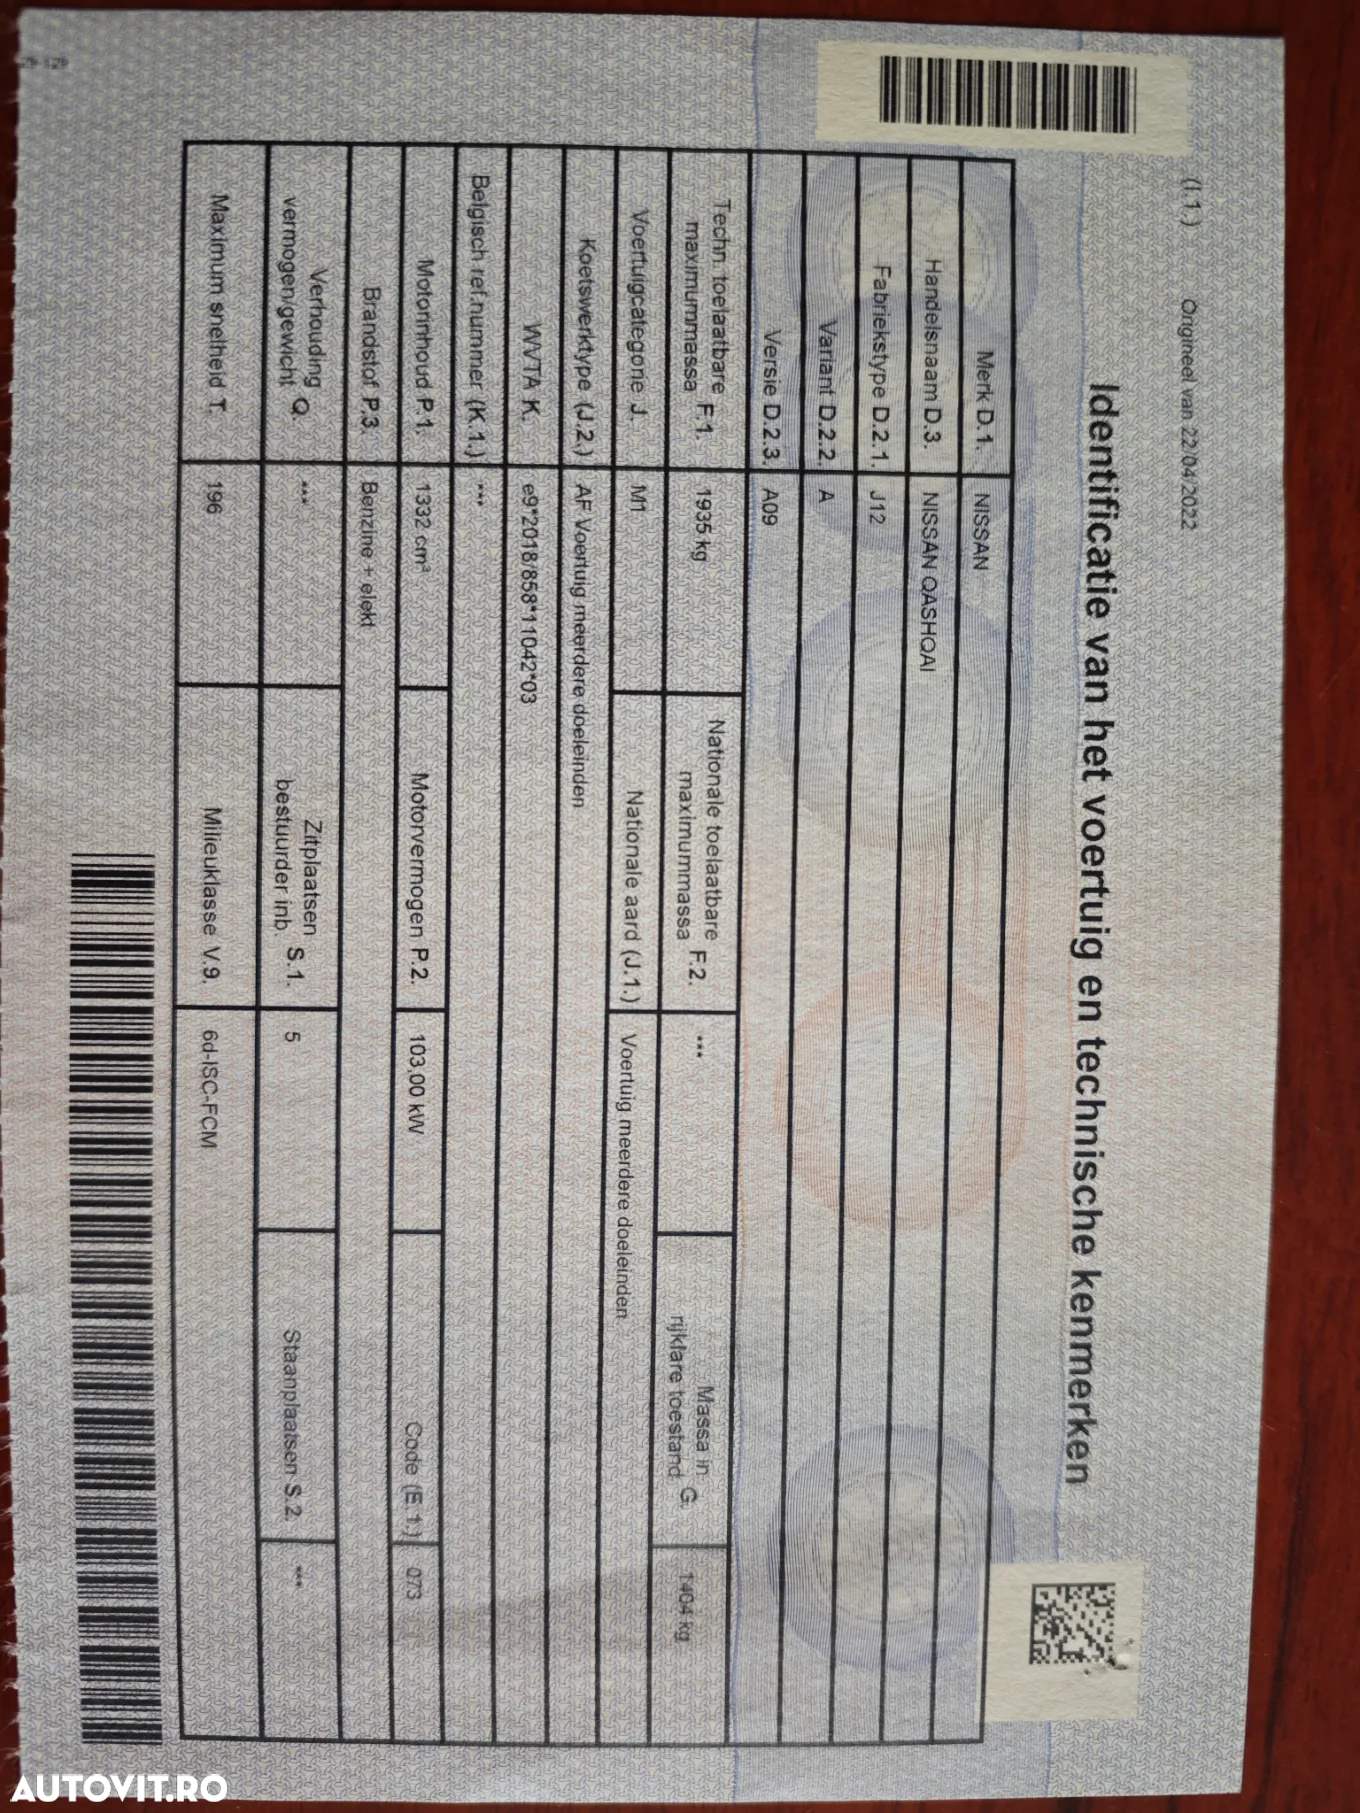 (I.1.) Origineel van 22/04/2022
Identificatie van het voertuig en technische kenmerken
Merk D.1. NISSAN
Handelsnaam D.3. NISSAN QASHQAI
Fabriekstype D.2.1. J12
Variant D.2.2. A
Versie D.2.3. A09
Techn. toelaatbare maximummassa F.1. 1935 kg Nationale toelaatbare maximummassa F.2. *** Massa in rijklare toestand G. 1404 kg
Voertuigcategorie J. M1 Nationale aard (J.1.) Voertuig meerdere doeleinden
Koetswerktype (J.2.) AF Voertuig meerdere doeleinden
WVTA K. e9*2018/858*11042*03
Belgisch ref.nummer (K.1.) ***
Motorinhoud P.1. 1332 cm³ Motorvermogen P.2. 103,00 kW Code (E.1.) 073
Brandstof P.3. Benzine + elekt
Verhouding vermogen/gewicht Q. *** Zitplaatsen bestuurder inb. S.1. 5 Staanplaatsen S.2. ***
Maximum snelheid T. 196 Milieuklasse V.9. 6d-ISC-FCM
AUTOVIT.RO